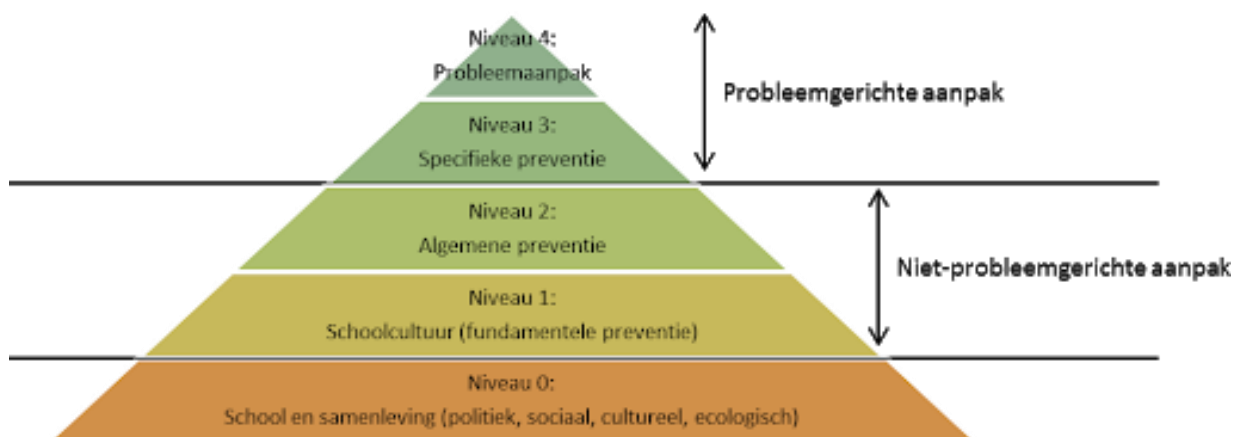 Niveau 4:
Probleemaanpak
Probleemgerichte aanpak
Niveau 3:
Specifieke preventie
Niveau 2:
Algemene preventie
Niet-probleemgerichte aanpak
Niveau 1:
Schoolcultuur (fundamentele preventie)
Niveau 0:
School en samenleving (politiek, sociaal, cultureel, ecologisch)